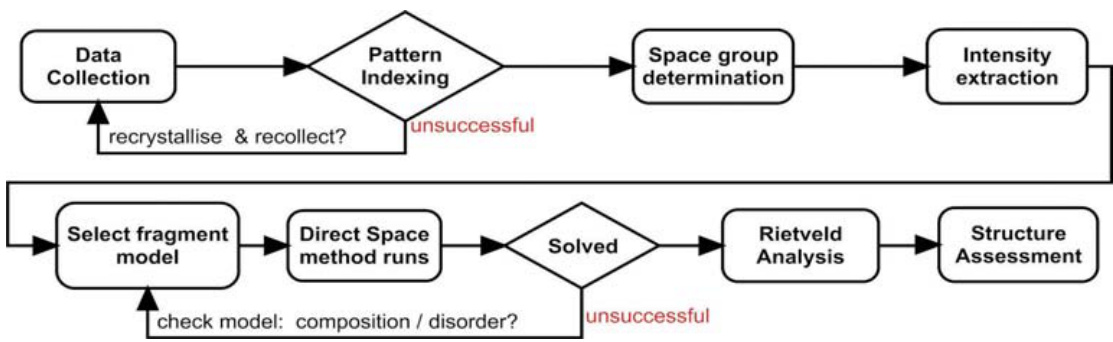 Data
Collection
Pattern
Indexing
Space group
determination
Intensity
extraction
unsuccessful
recrystallise & recollect?
Select fragment
model
Direct Space
method runs
Solved
Rietveld
Analysis
Structure
Assessment
unsuccessful
check model: composition / disorder?